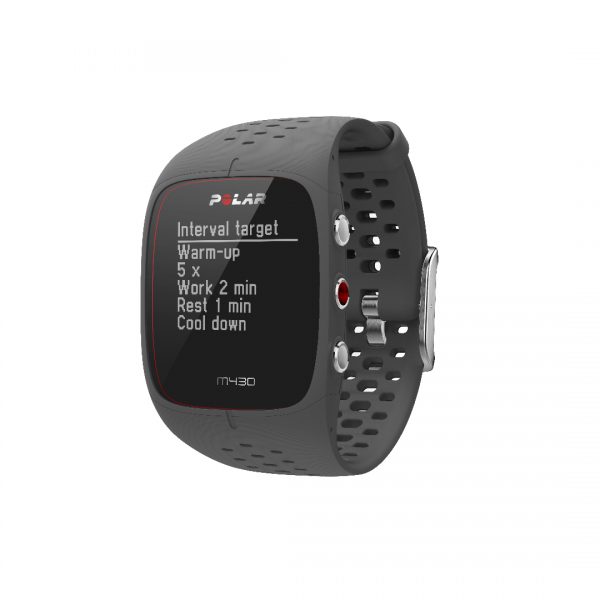 POLAR
Interval target
Warm-up
5 x
Work 2 min
Rest 1 min
Cool down
M430